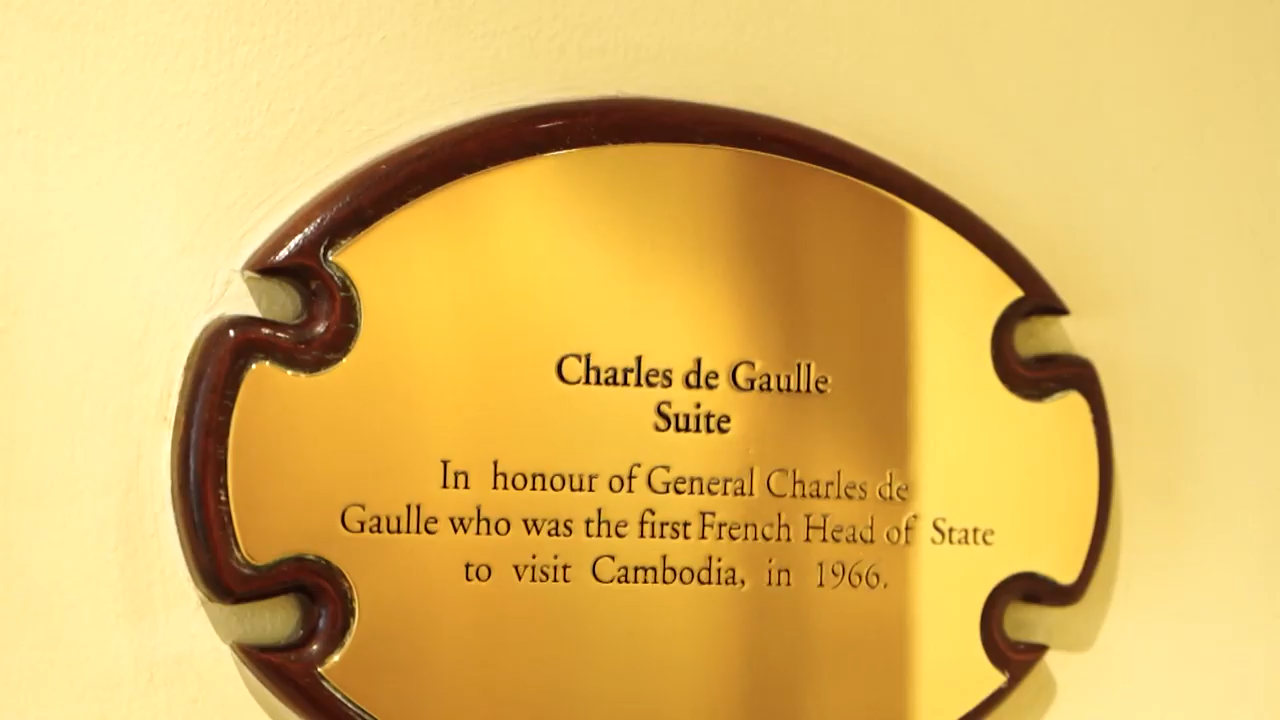 Charles de Gaulle
Suite
In honour of General Charles de
Gaulle who was the first French Head of State
to visit Cambodia, in 1966.